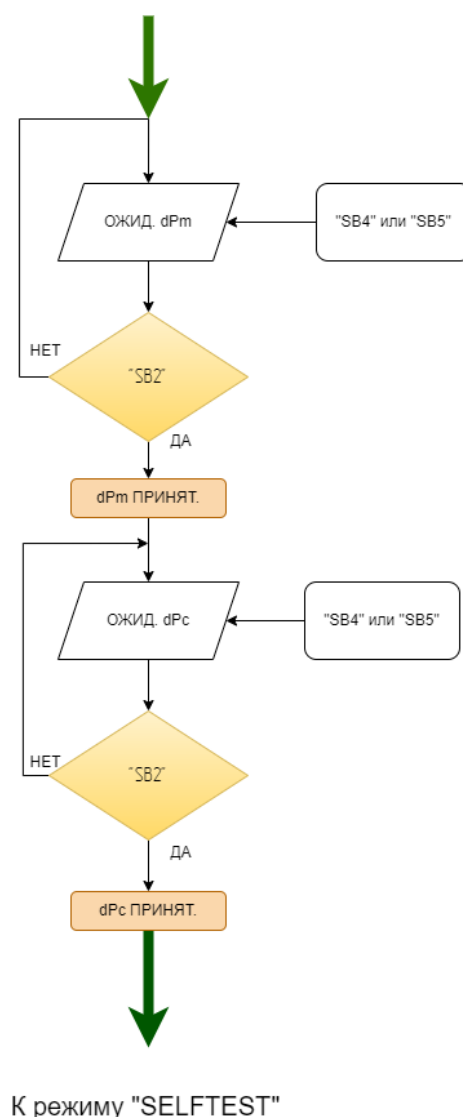 ОЖИД. dPm
"SB4" или "SB5"
НЕТ
"SB2"
ДА
dPm ПРИНЯТ.
ОЖИД. dPc
"SB4" или "SB5"
НЕТ
"SB2"
ДА
dPc ПРИНЯТ.
К режиму "SELFTEST"